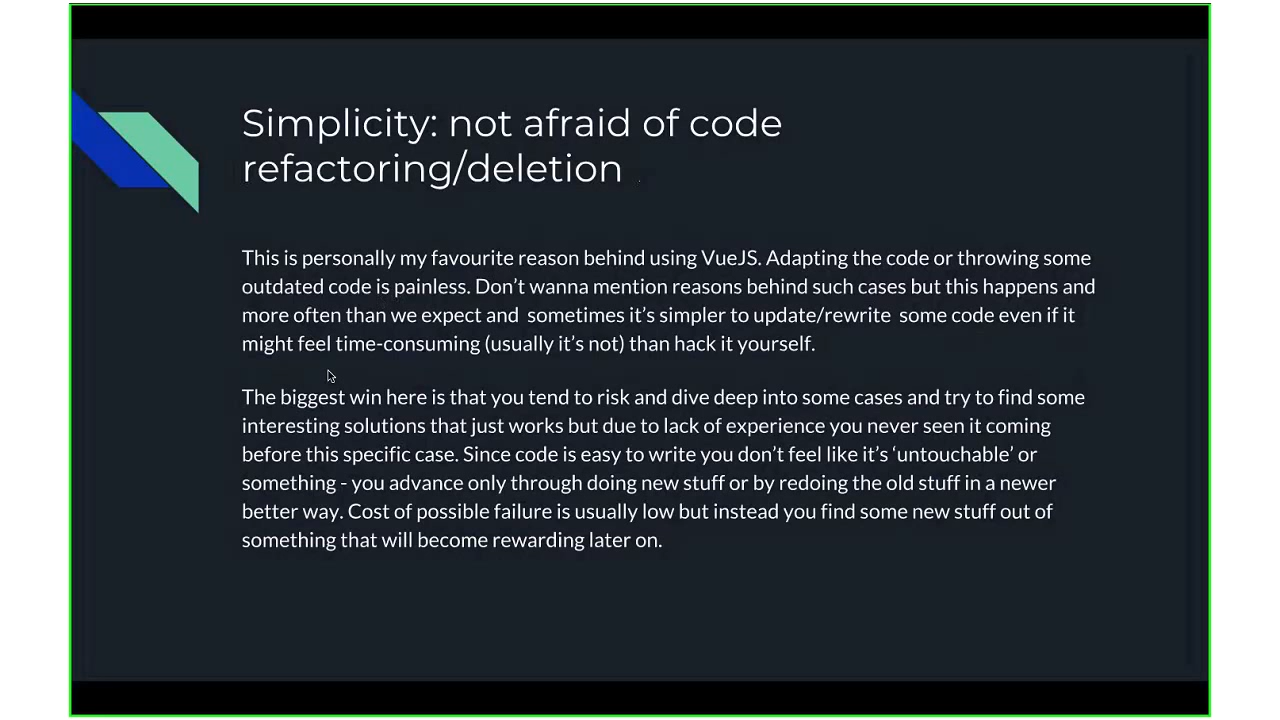 Simplicity: not afraid of code
refactoring/deletion
This is personally my favourite reason behind using VueJS. Adapting the code or throwing some
outdated code is painless. Don’t wanna mention reasons behind such cases but this happens and
more often than we expect and  sometimes it’s simpler to update/rewrite  some code even if it
might feel time-consuming (usually it’s not) than hack it yourself.
The biggest win here is that you tend to risk and dive deep into some cases and try to find some
interesting solutions that just works but due to lack of experience you never seen it coming
before this specific case. Since code is easy to write you don’t feel like it’s ‘untouchable’ or
something - you advance only through doing new stuff or by redoing the old stuff in a newer
better way. Cost of possible failure is usually low but instead you find some new stuff out of
something that will become rewarding later on.